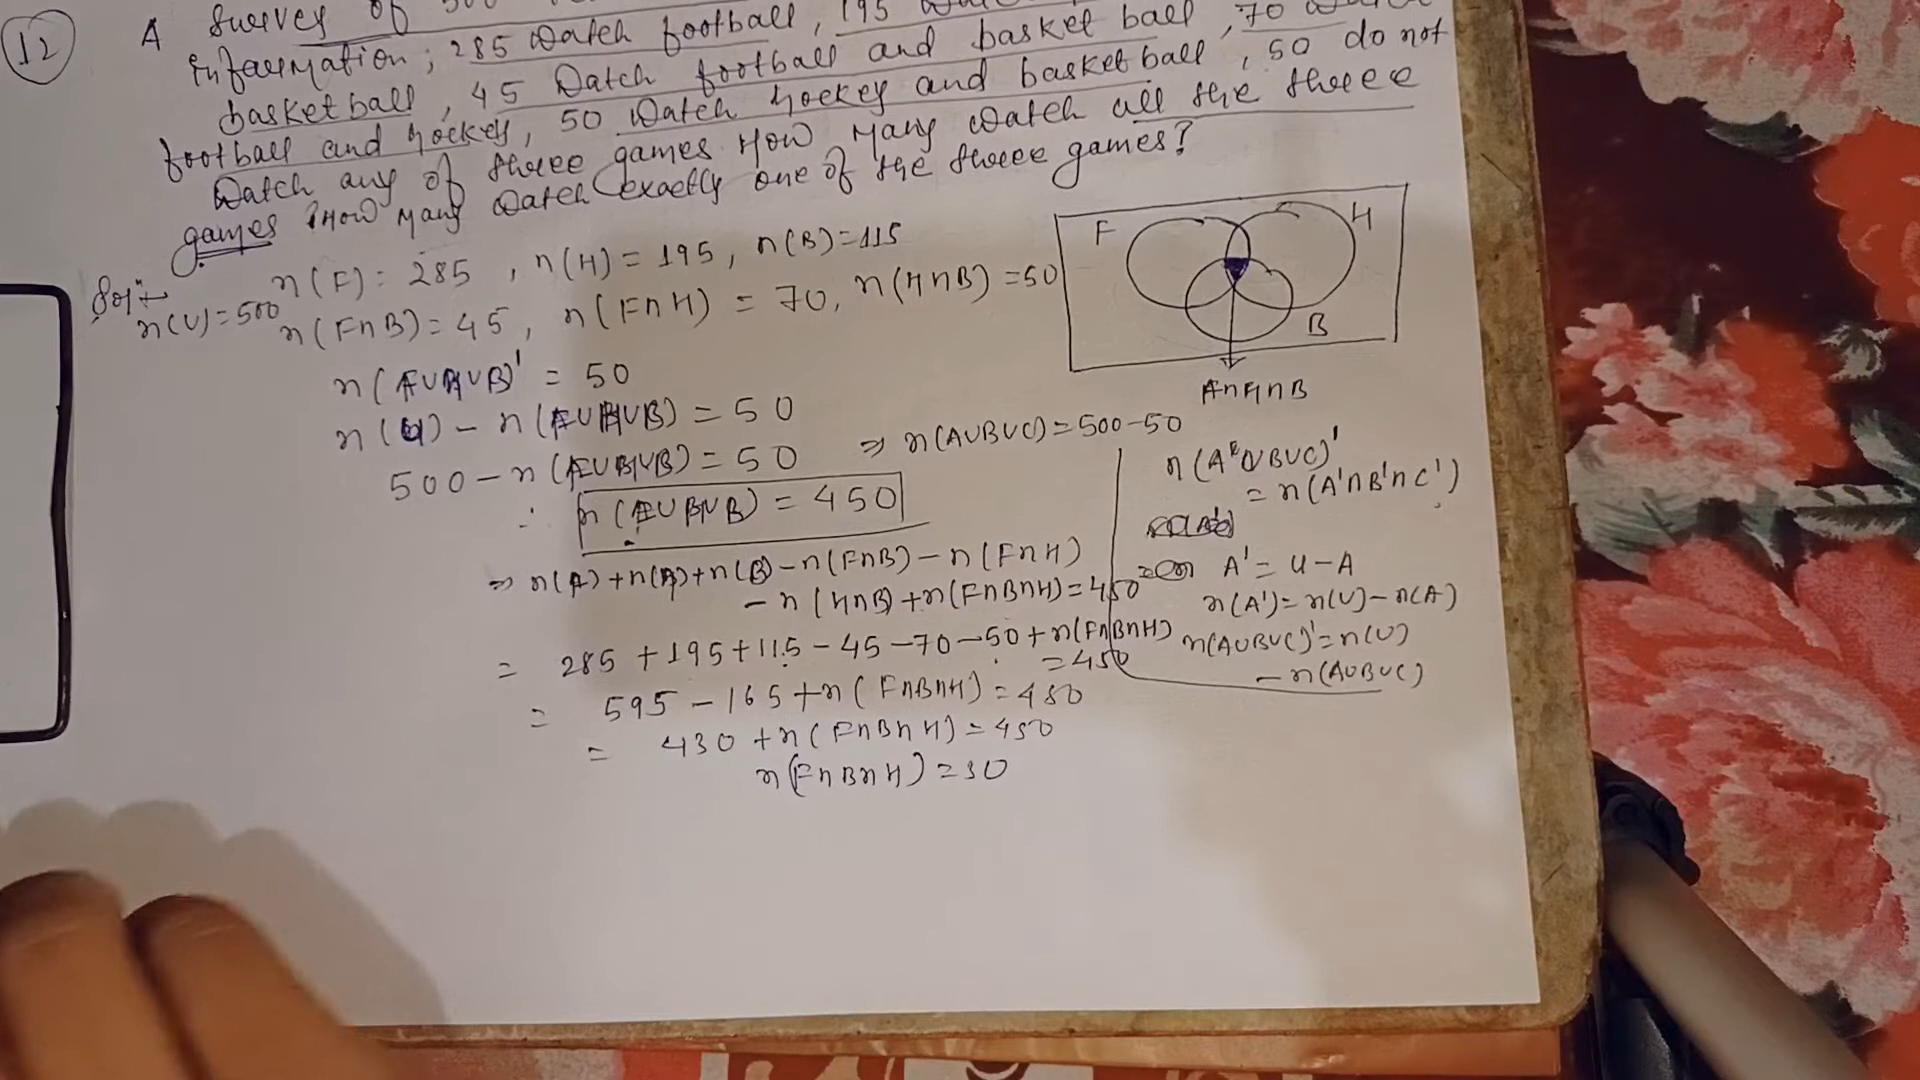 12
A Survey of 500
information; 285 watch football, 195
basket ball, 45 watch football and basket ball, 70
football and hockey, 50 watch hockey and basket ball, 50 do not
watch any of three games. How many watch all the three
games? How many watch exactly one of the three games?
Sol^n
n(F) = 285, n(H) = 195, n(B) = 115
n(U) = 500
n(F∩B) = 45, n(F∩H) = 70, n(H∩B) = 50
F
H
B
A∩H∩B
n(F∪H∪B)' = 50
n(U) - n(F∪H∪B) = 50
500 - n(F∪H∪B) = 50 ⇒ n(A∪B∪C) = 500-50
∴ n(F∪H∪B) = 450
⇒ n(F) + n(H) + n(B) - n(F∩B) - n(F∩H)
- n(H∩B) + n(F∩B∩H) = 450
= 285 + 195 + 115 - 45 - 70 - 50 + n(F∩B∩H)
= 450
= 595 - 165 + n(F∩B∩H) = 450
= 430 + n(F∩B∩H) = 450
n(F∩B∩H) = 30
n(A∪B∪C)'
= n(A'∩B'∩C')
A' = U - A
n(A') = n(U) - n(A)
n(A∪B∪C)' = n(U)
- n(A∪B∪C)